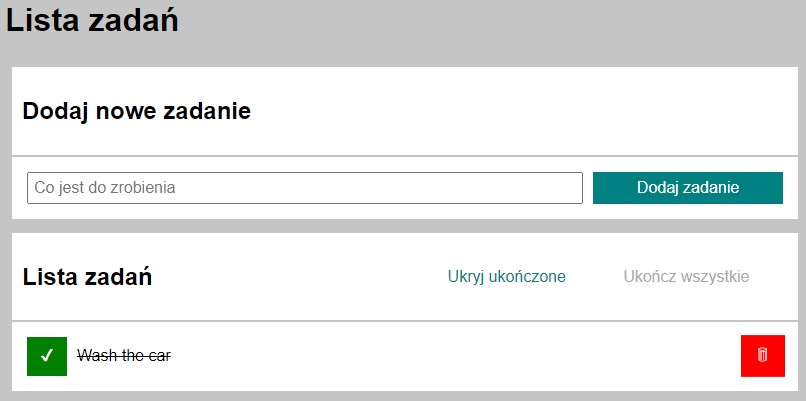 Lista zadań
Dodaj nowe zadanie
Co jest do zrobienia
Dodaj zadanie
Lista zadań
Ukryj ukończone
Ukończ wszystkie
Wash the car